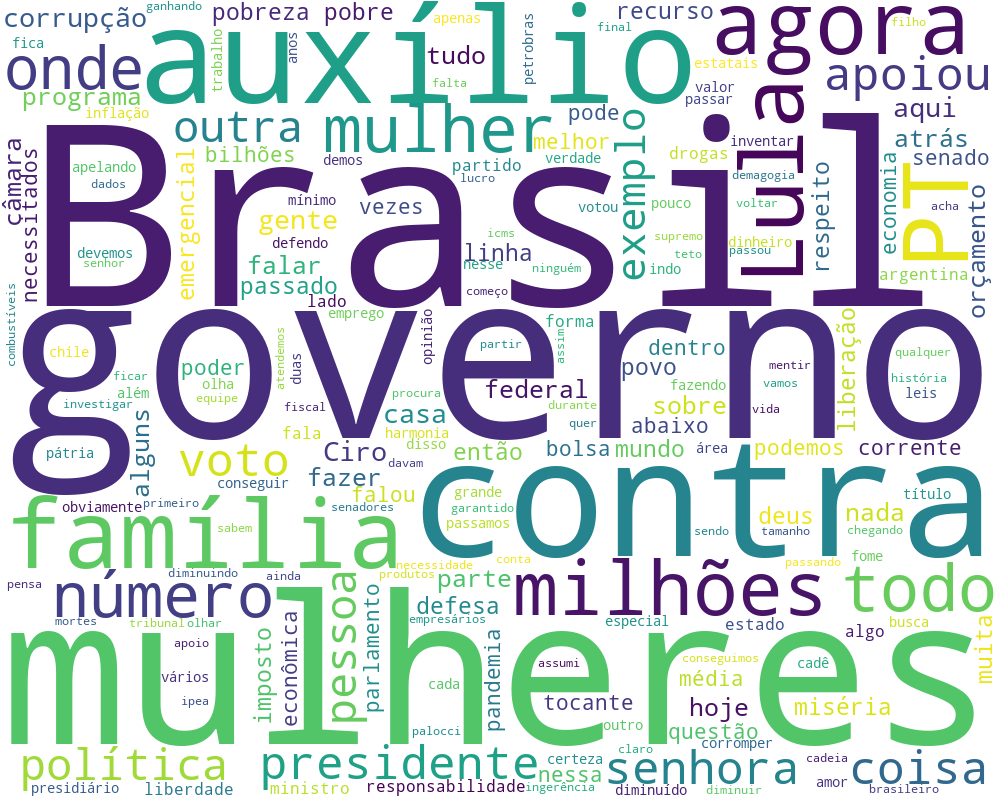 ganhando
corrupção
pobreza pobre
apenas
recurso
filho
final
fica
onde
auxílio
agora
apoiou
tudo
trabalho
anos
falta
petrobras
estatais
programa
inflação
valor
passar
aqui
outra
mulher
pode
inventar
atrás
melhor
senado
câmara
necessitados
apelando
dados
bilhões
emergencial
demos
partido
verdade
lucro
drogas
exemplo
Lula
demagogia
voltar
respeito
economia
PT
acha
orçamento
Brasil
mínimo
vezes
votou
pouco
gente
defendo
icms
supremo
dinheiro
teto
passou
devemos
senhor
falar
linha
nesse
ninguém
indo
argentina
passado
lado
começo
combustíveis
emprego
opinião
forma
governo
chile
poder
olha
equipe
atendemos
duas
partir
assim
dentro
povo
mentir
vamos
liberação
qualquer
história
leis
ficar
além
investigar
fiscal
procura
federal
durante
fazendo
sobre
vida
casa
quer
abaixo
alguns
pátria
fala
harmonia
disso
Ciro
davam
então
bolsa
mundo
área
podemos
corrente
voto
conseguir
fazer
falou
contra
obviamente
primeiro
senadores
grande
garantido
passamos
deus
título
nada
sendo
tamanho
chegando
família
sabem
conta
fome
passando
pensa
diminuindo
ainda
necessidade
produtos
número
pessoa
parte
milhões
todo
mortes
tribunal
olhar
defesa
empresários
especial
estado
busca
algo
muita
mulheres
apoio
vários
ipea
imposto
econômica
parlamento
pandemia
cada
assumi
conseguimos
cadê
média
miséria
tocante
hoje
palocci
outro
questão
corromper
política
presidente
claro
certeza
nessa
senhora
cadeia
coisa
presidiário
liberdade
ministro
responsabilidade
ingerência
diminuído
diminuir
amor
brasileiro